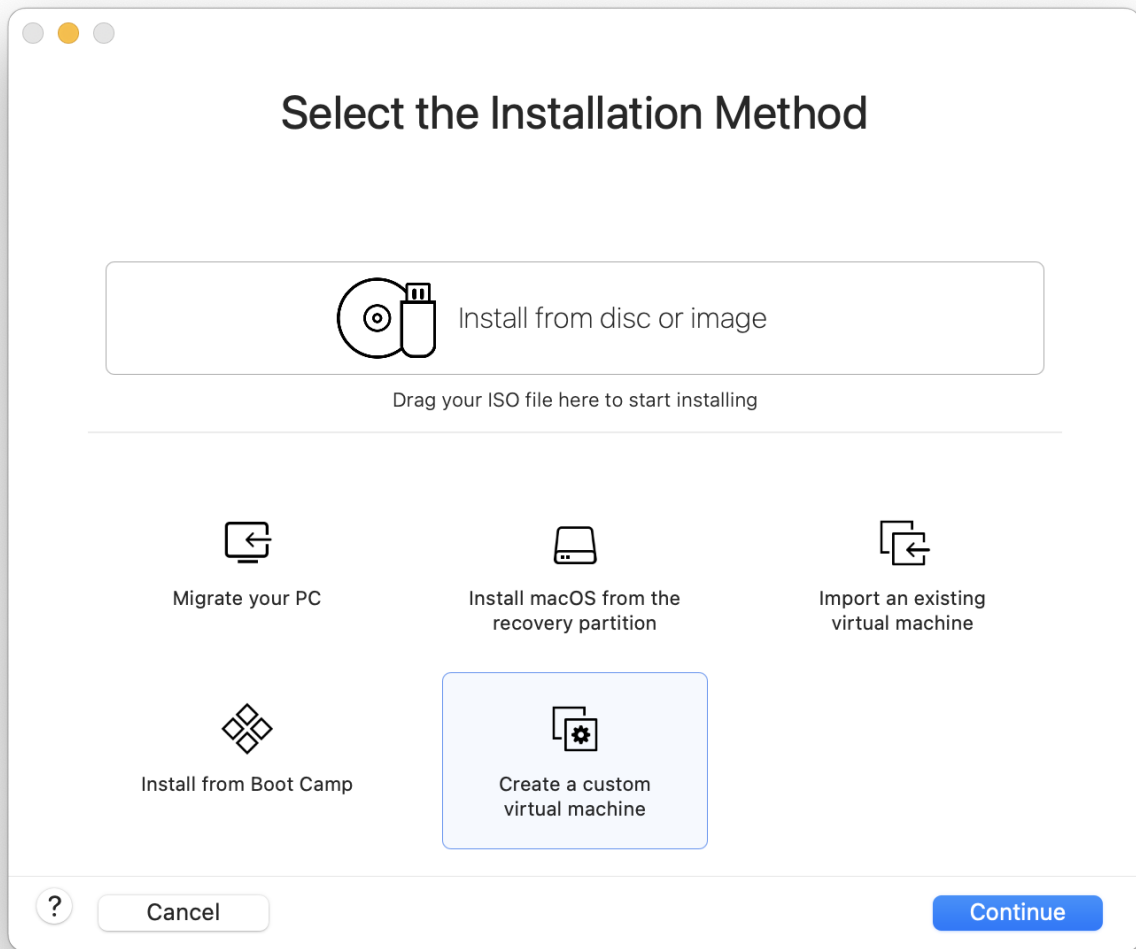 Select the Installation Method
Install from disc or image
Drag your ISO file here to start installing
Migrate your PC
Install macOS from the
recovery partition
Import an existing
virtual machine
Install from Boot Camp
Create a custom
virtual machine
?
Cancel
Continue